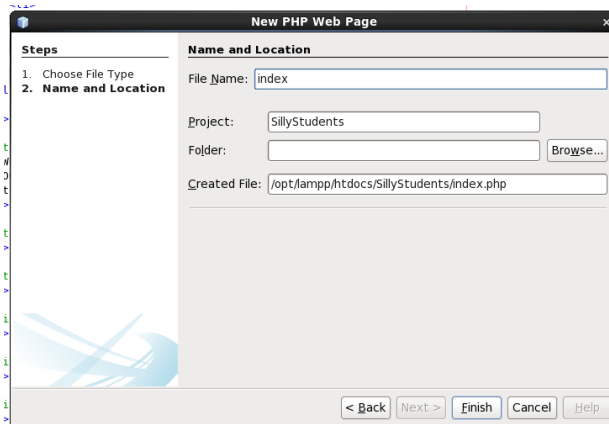 New PHP Web Page
Steps
1. Choose File Type
2. Name and Location
Name and Location
File Name: index
Project: SillyStudents
Folder:
Browse...
Created File: /opt/lampp/htdocs/SillyStudents/index.php
< Back Next > Finish Cancel Help